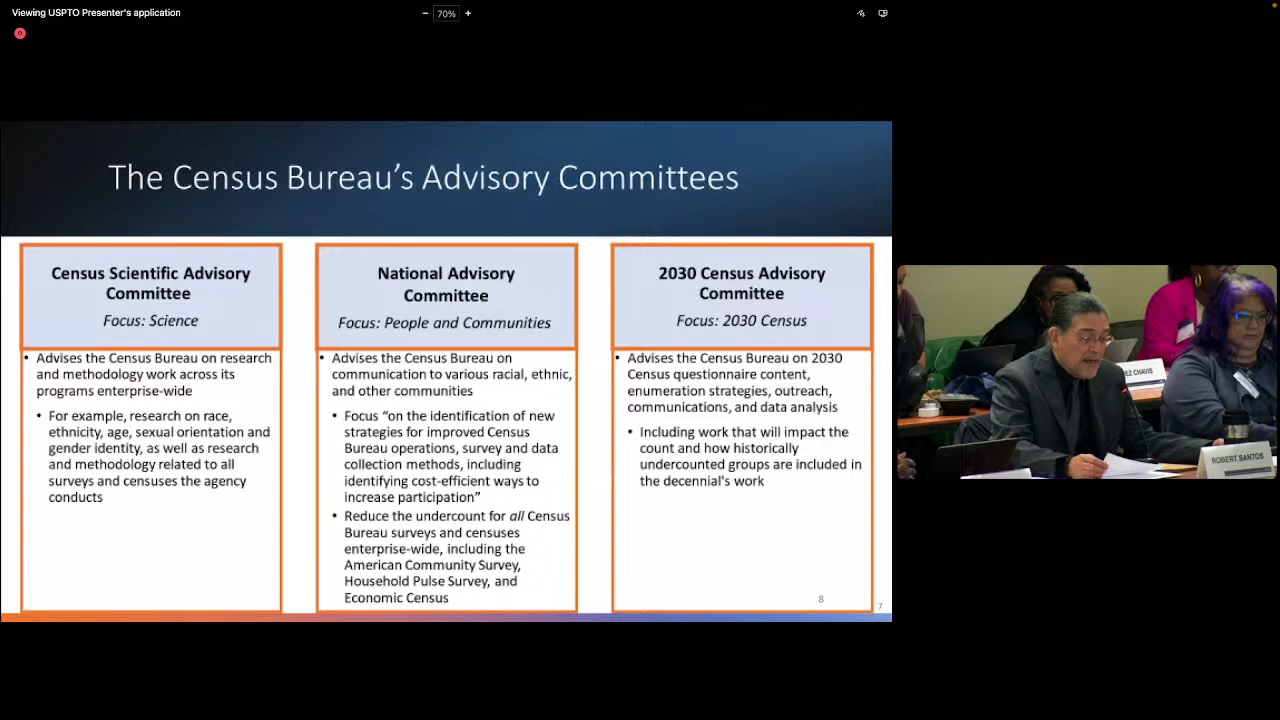 Viewing USPTO Presenter's application
− 70% +
The Census Bureau's Advisory Committees
Census Scientific Advisory
Committee
Focus: Science
• Advises the Census Bureau on research
and methodology work across its
programs enterprise-wide
• For example, research on race,
ethnicity, age, sexual orientation and
gender identity, as well as research
and methodology related to all
surveys and censuses the agency
conducts
National Advisory
Committee
Focus: People and Communities
• Advises the Census Bureau on
communication to various racial, ethnic,
and other communities
• Focus “on the identification of new
strategies for improved Census
Bureau operations, survey and data
collection methods, including
identifying cost-efficient ways to
increase participation”
• Reduce the undercount for all Census
Bureau surveys and censuses
enterprise-wide, including the
American Community Survey,
Household Pulse Survey, and
Economic Census
2030 Census Advisory
Committee
Focus: 2030 Census
• Advises the Census Bureau on 2030
Census questionnaire content,
enumeration strategies, outreach,
communications, and data analysis
• Including work that will impact the
count and how historically
undercounted groups are included in
the decennial's work
8
7
EZ CHAVIS
ROBERT SANTOS